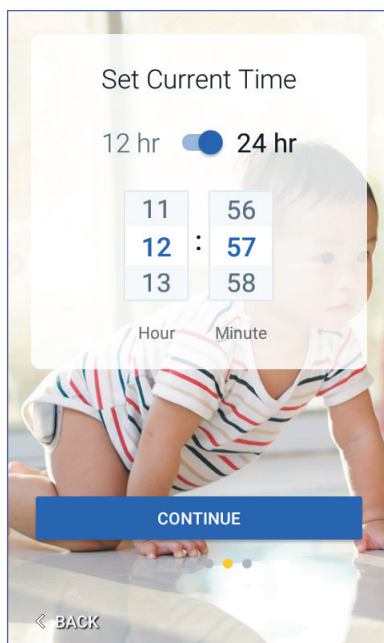 Set Current Time
12 hr 24 hr
11 56
12 : 57
13 58
Hour Minute
CONTINUE
BACK